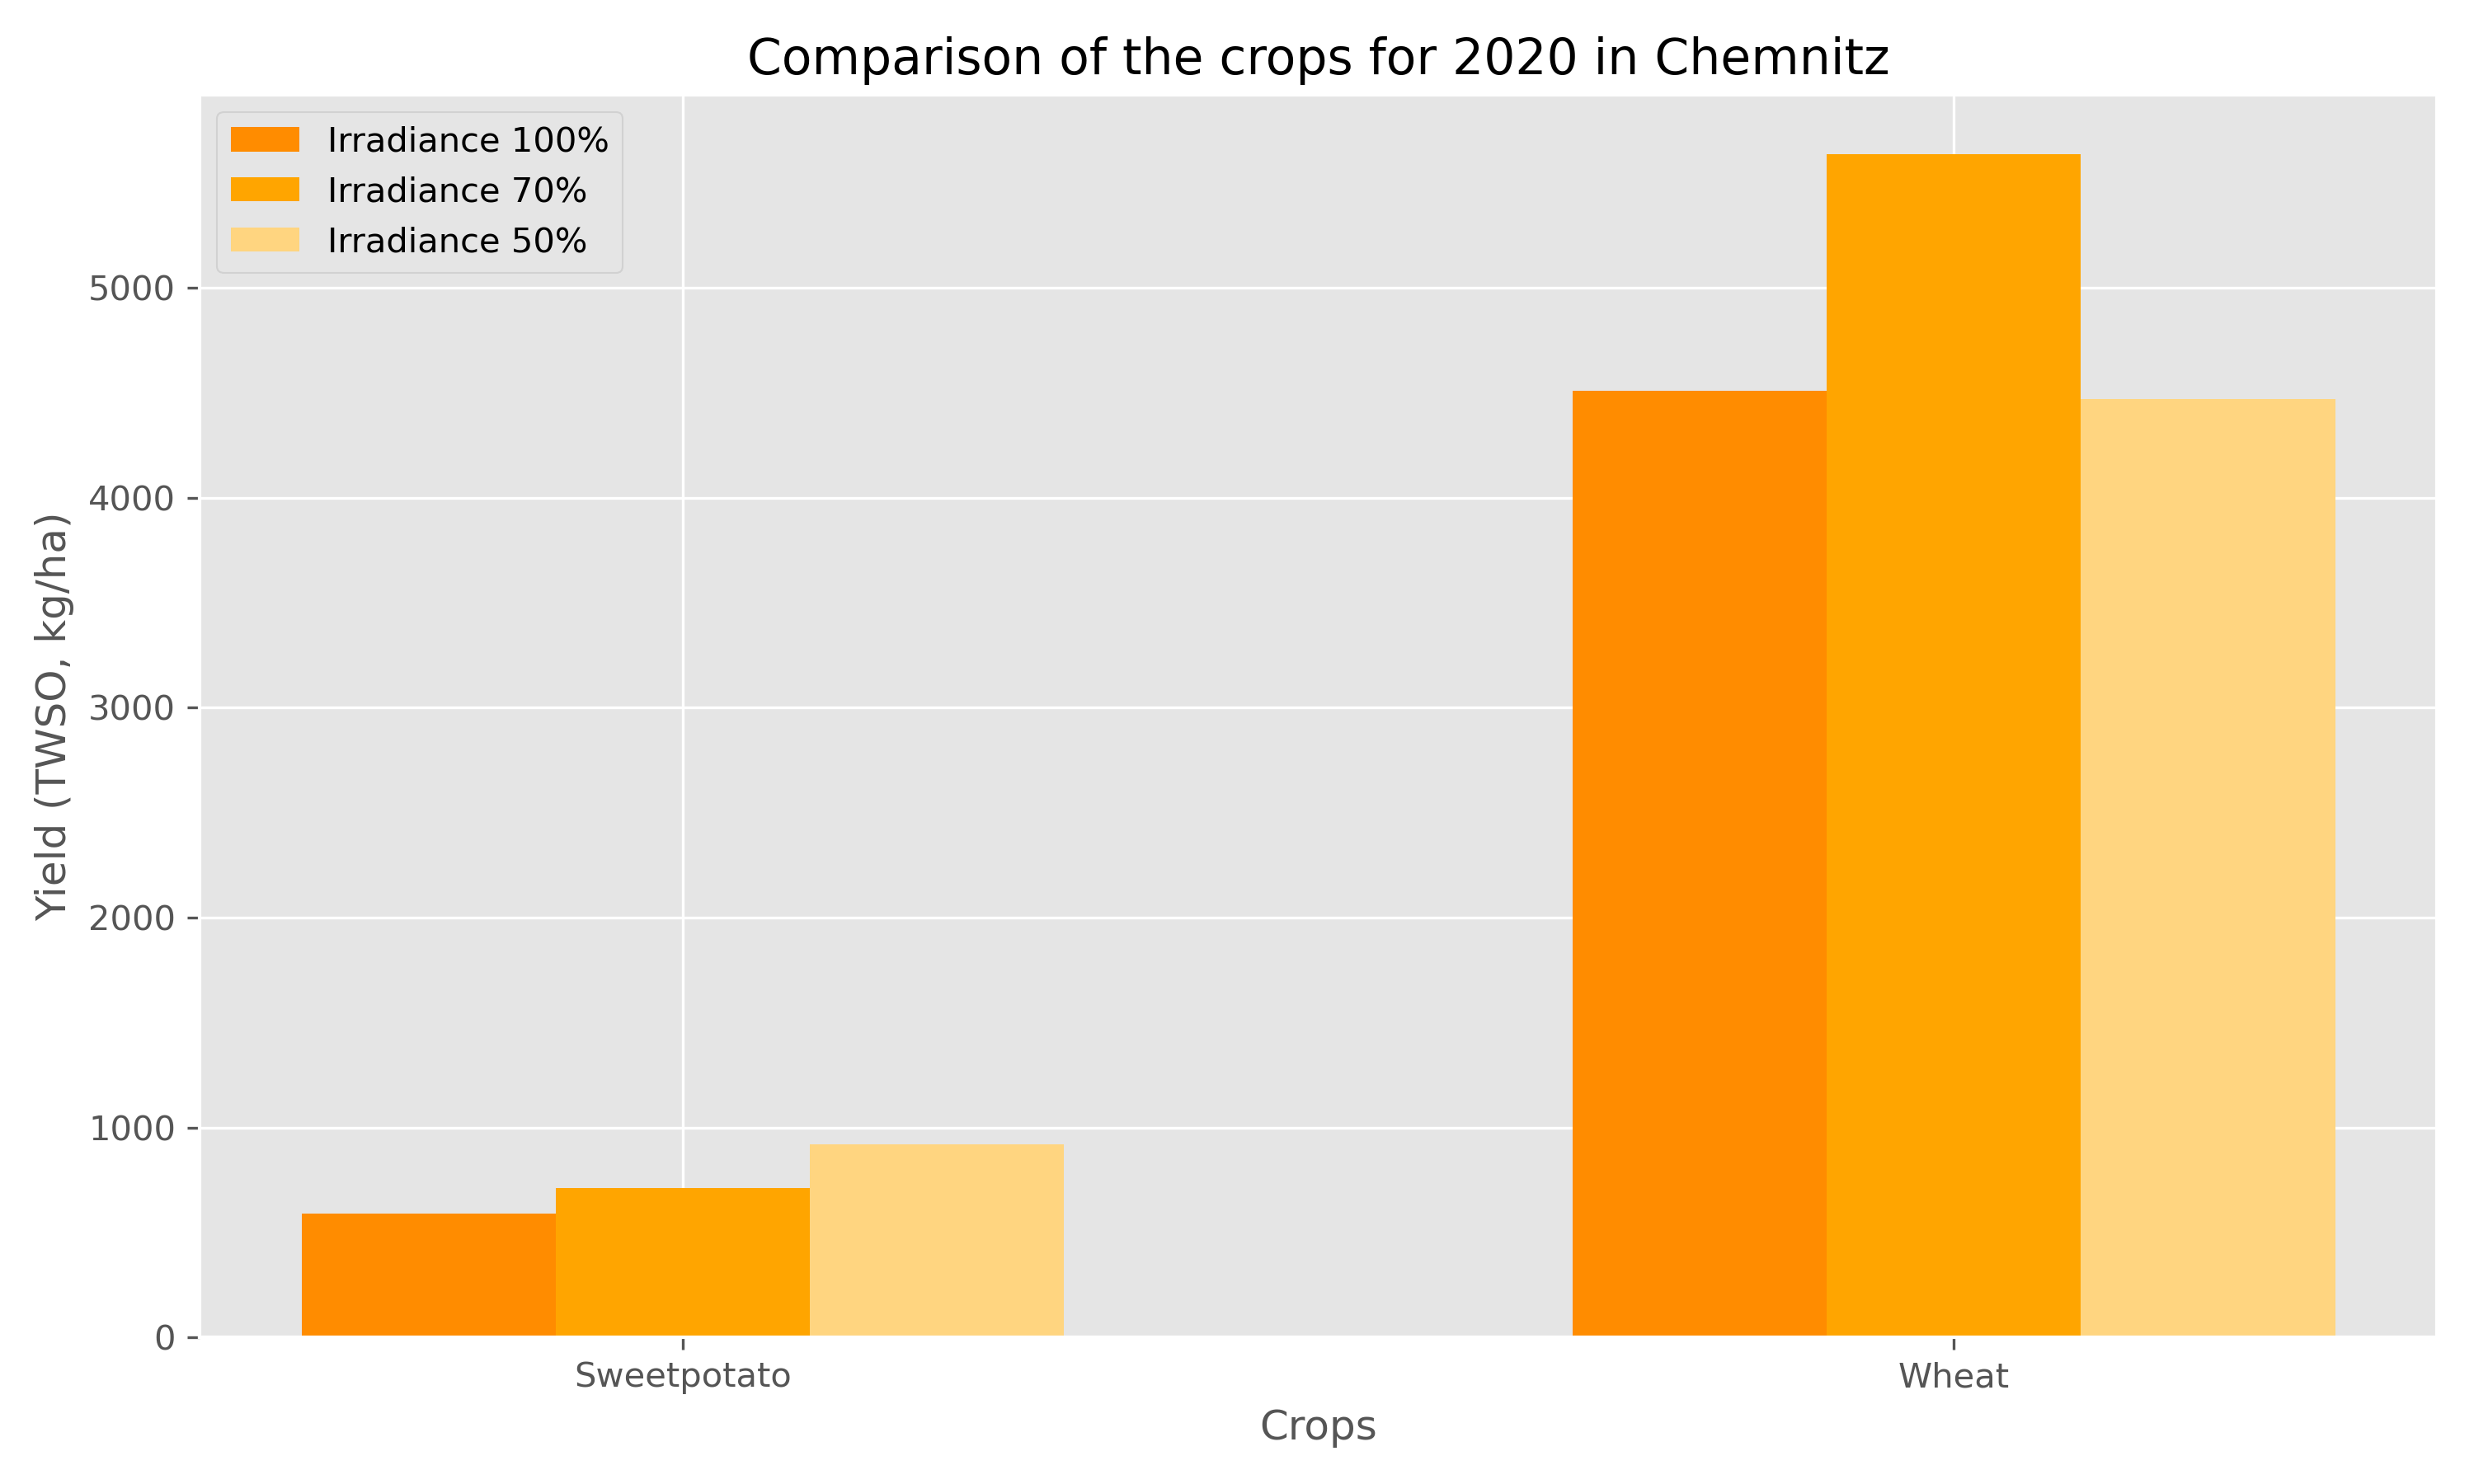 Comparison of the crops for 2020 in Chemnitz
Irradiance 100%
Irradiance 70%
Irradiance 50%
Yield (TWSO, kg/ha)
5000
4000
3000
2000
1000
0
Sweetpotato
Wheat
Crops